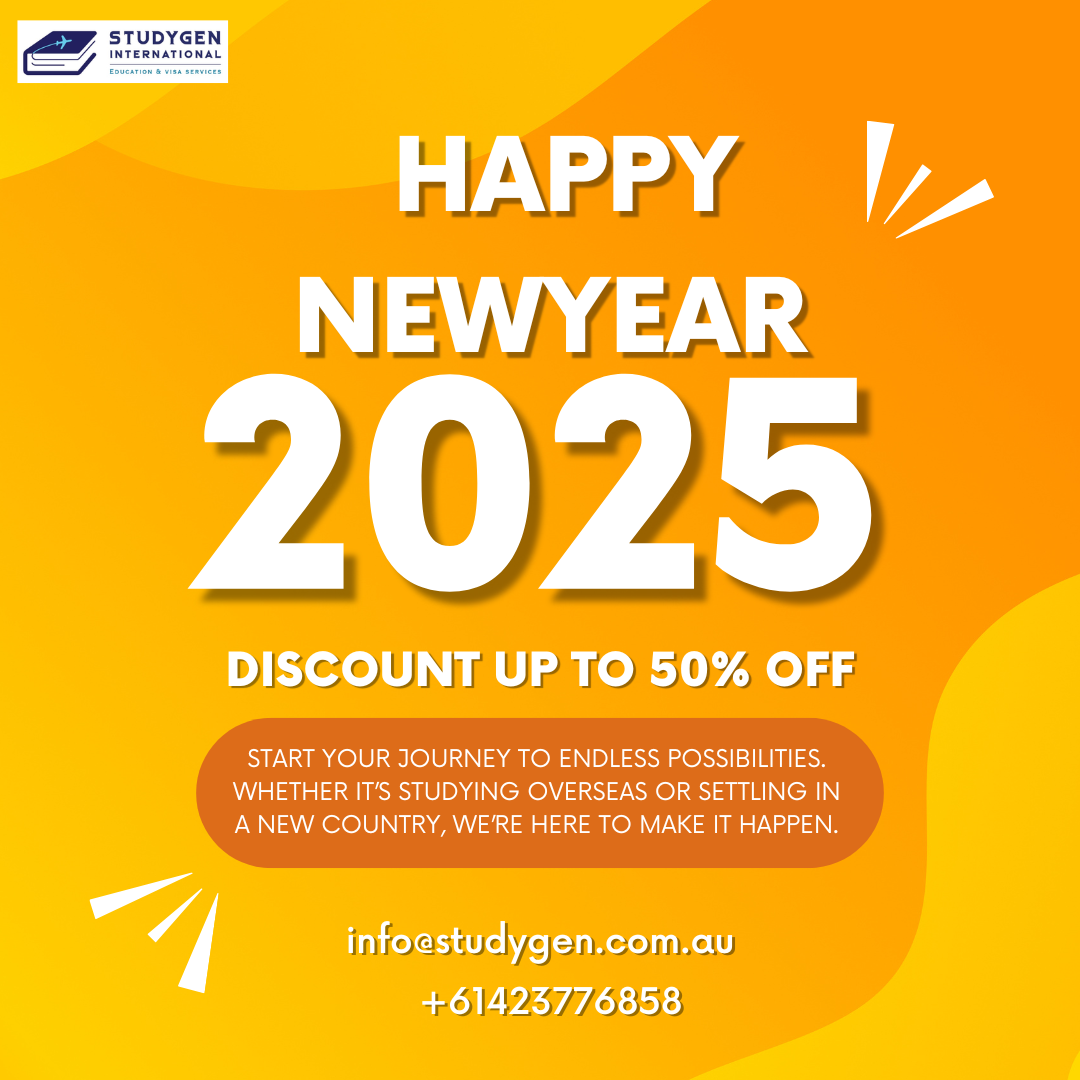 STUDYGEN
INTERNATIONAL
EDUCATION & VISA SERVICES
HAPPY
NEWYEAR
2025
DISCOUNT UP TO 50% OFF
START YOUR JOURNEY TO ENDLESS POSSIBILITIES.
WHETHER IT’S STUDYING OVERSEAS OR SETTLING IN
A NEW COUNTRY, WE’RE HERE TO MAKE IT HAPPEN.
info@studygen.com.au
+61423776858